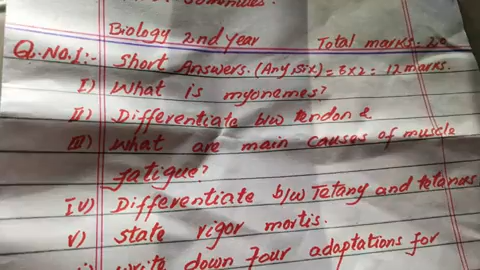 Biology 2nd year Total marks = 20
Q.No.1:- Short Answers. (Any six) = 6x2 = 12 marks.
I) What is myonemes?
II) Differentiate b/w tendon &
III) What are main causes of muscle
fatigue?
IV) Differentiate b/w Tetany and tetanus
V) State rigor mortis.
write down Four adaptations for